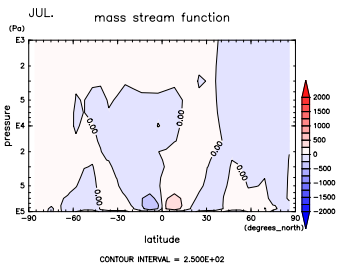 JUL. mass stream function
(Pa)
E3
2
5
E4
2
5
E5
pressure
0.00 0.00
0.00 0.00
0.00
2000
1500
1000
500
0
-500
-1000
-1500
-2000
-90 -60 -30 0 30 60 90
(degrees_north)
latitude
CONTOUR INTERVAL = 2.500E+02